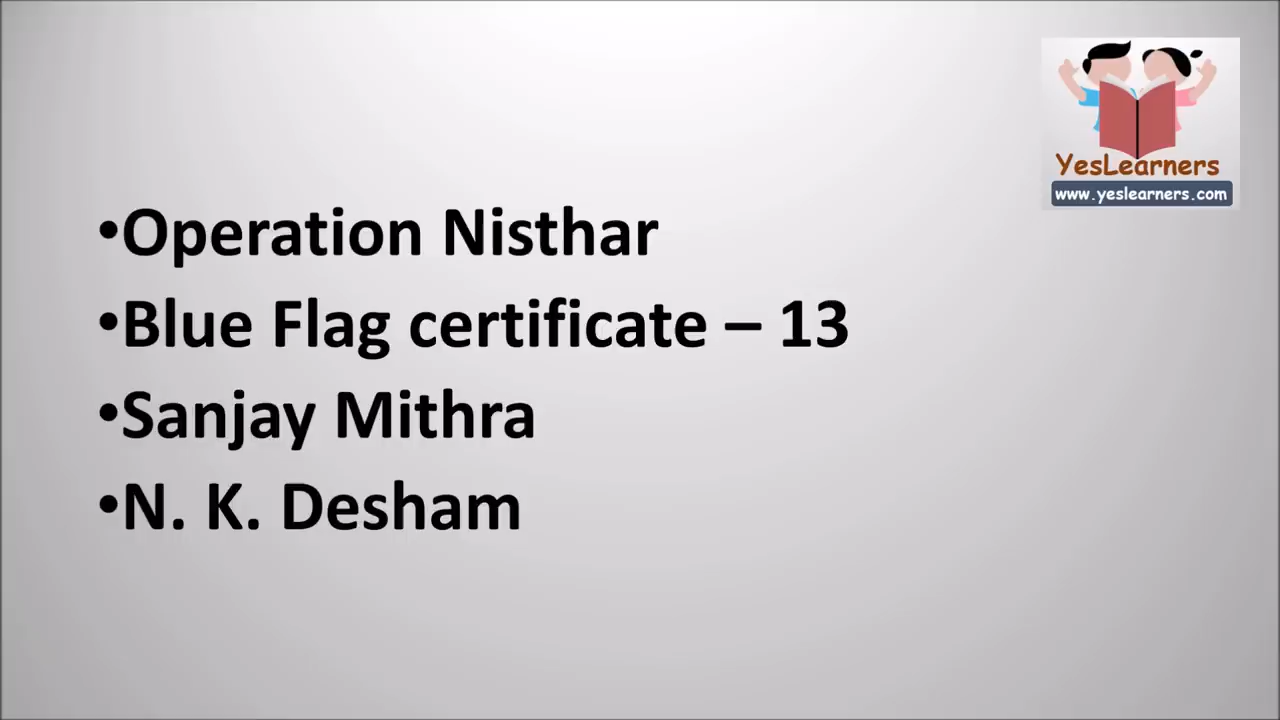 YesLearners
www.yeslearners.com
•Operation Nisthar
•Blue Flag certificate – 13
•Sanjay Mithra
•N. K. Desham